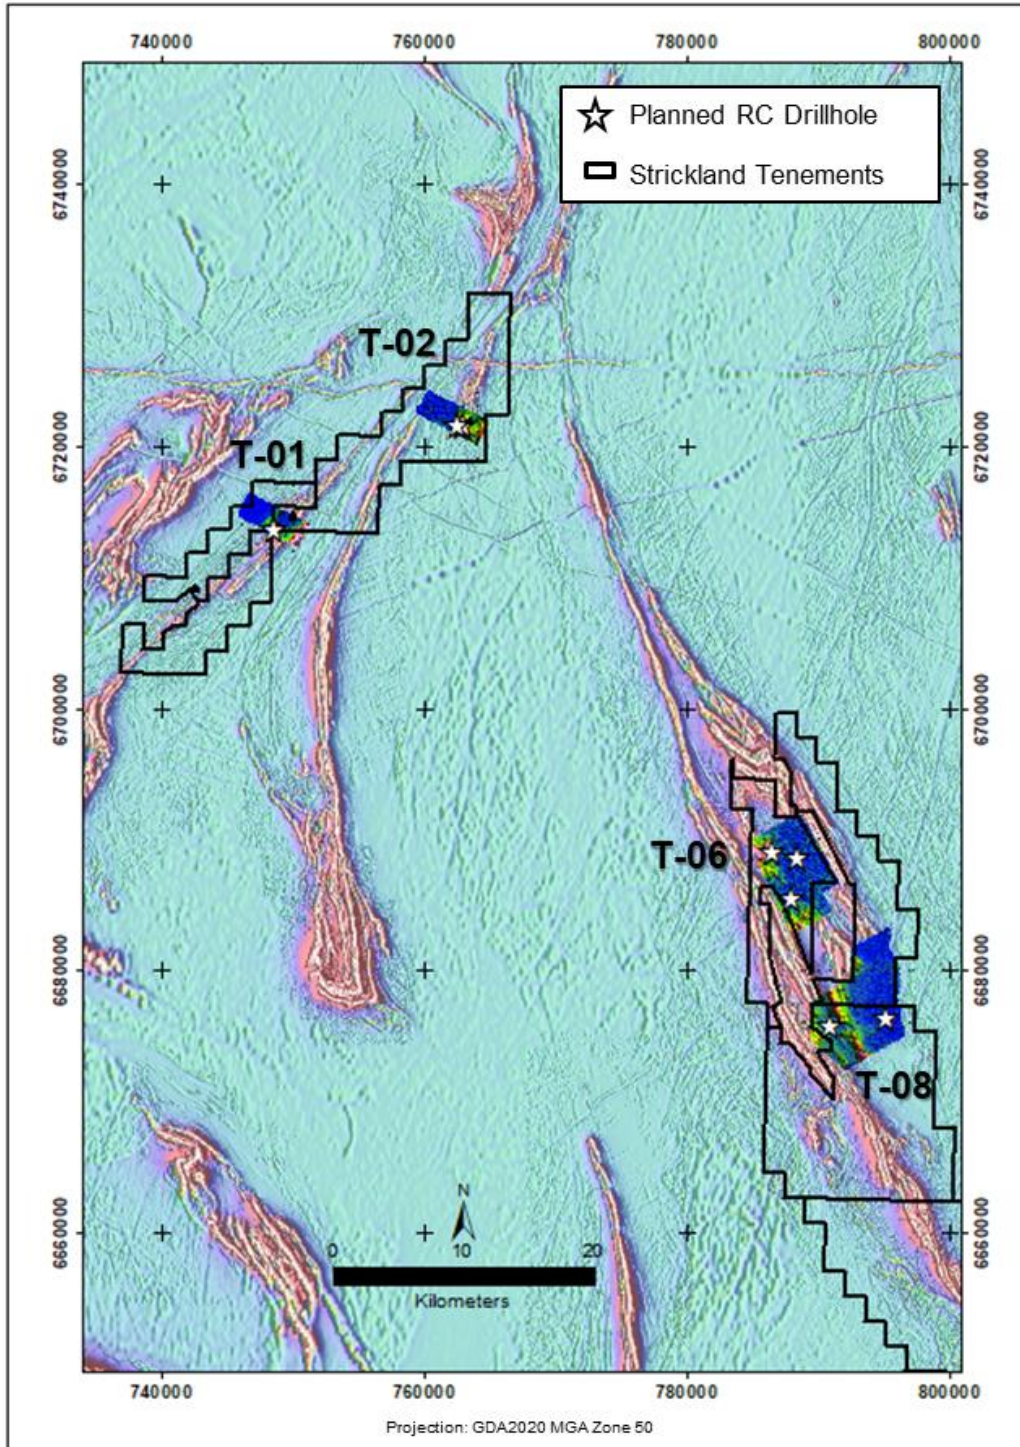 740000 760000 780000 800000
Planned RC Drillhole
Strickland Tenements
6740000 6740000
T-02
T-01
6720000 6720000
6700000 6700000
T-06
6680000 6680000
T-08
N
6660000 6660000
0 10 20
Kilometers
740000 760000 780000 800000
Projection: GDA2020 MGA Zone 50